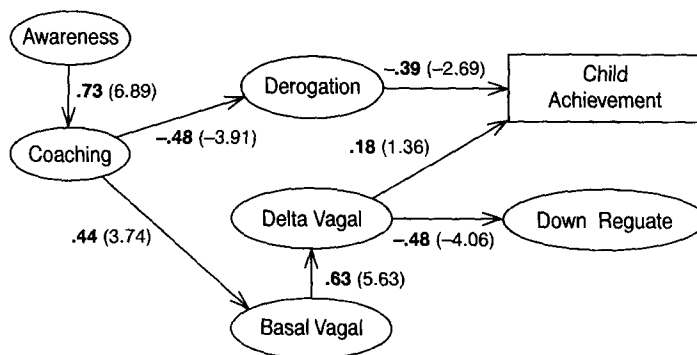 Awareness
.73 (6.89)
Coaching
-.48 (-3.91)
Derogation
-.39 (-2.69)
Child
Achievement
.18 (1.36)
.44 (3.74)
Delta Vagal
-.48 (-4.06)
Down Reguate
.63 (5.63)
Basal Vagal